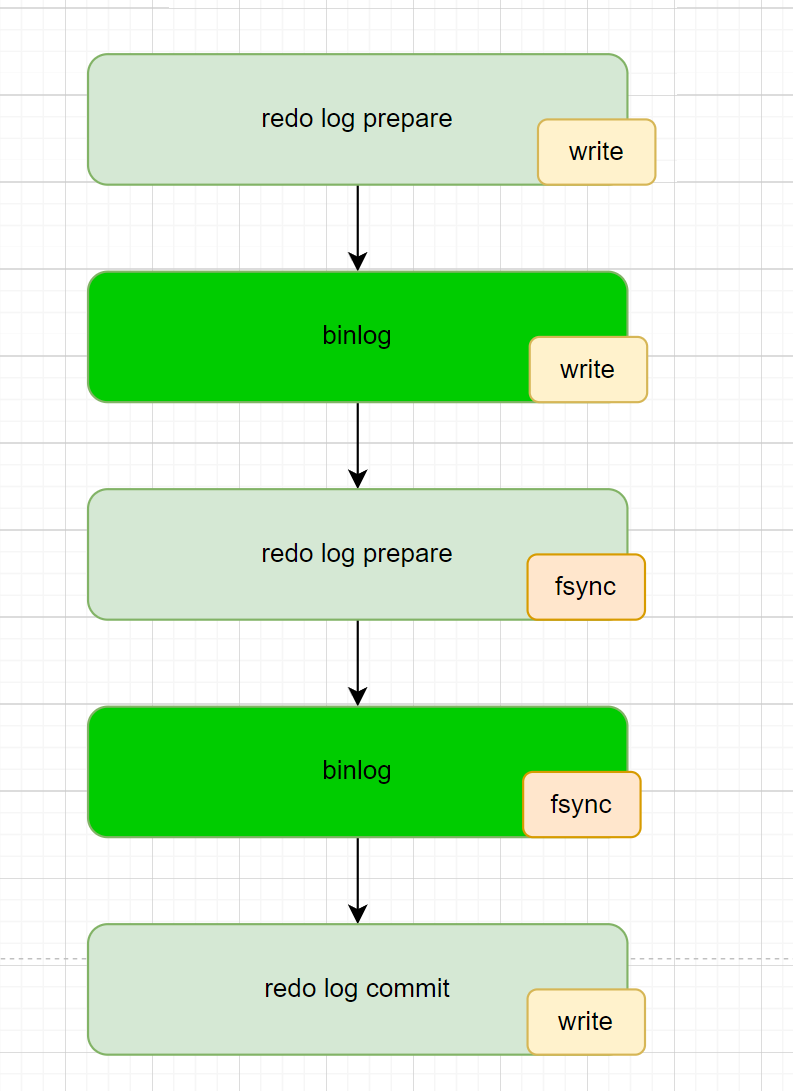 redo log prepare
write
binlog
write
redo log prepare
fsync
binlog
fsync
redo log commit
write